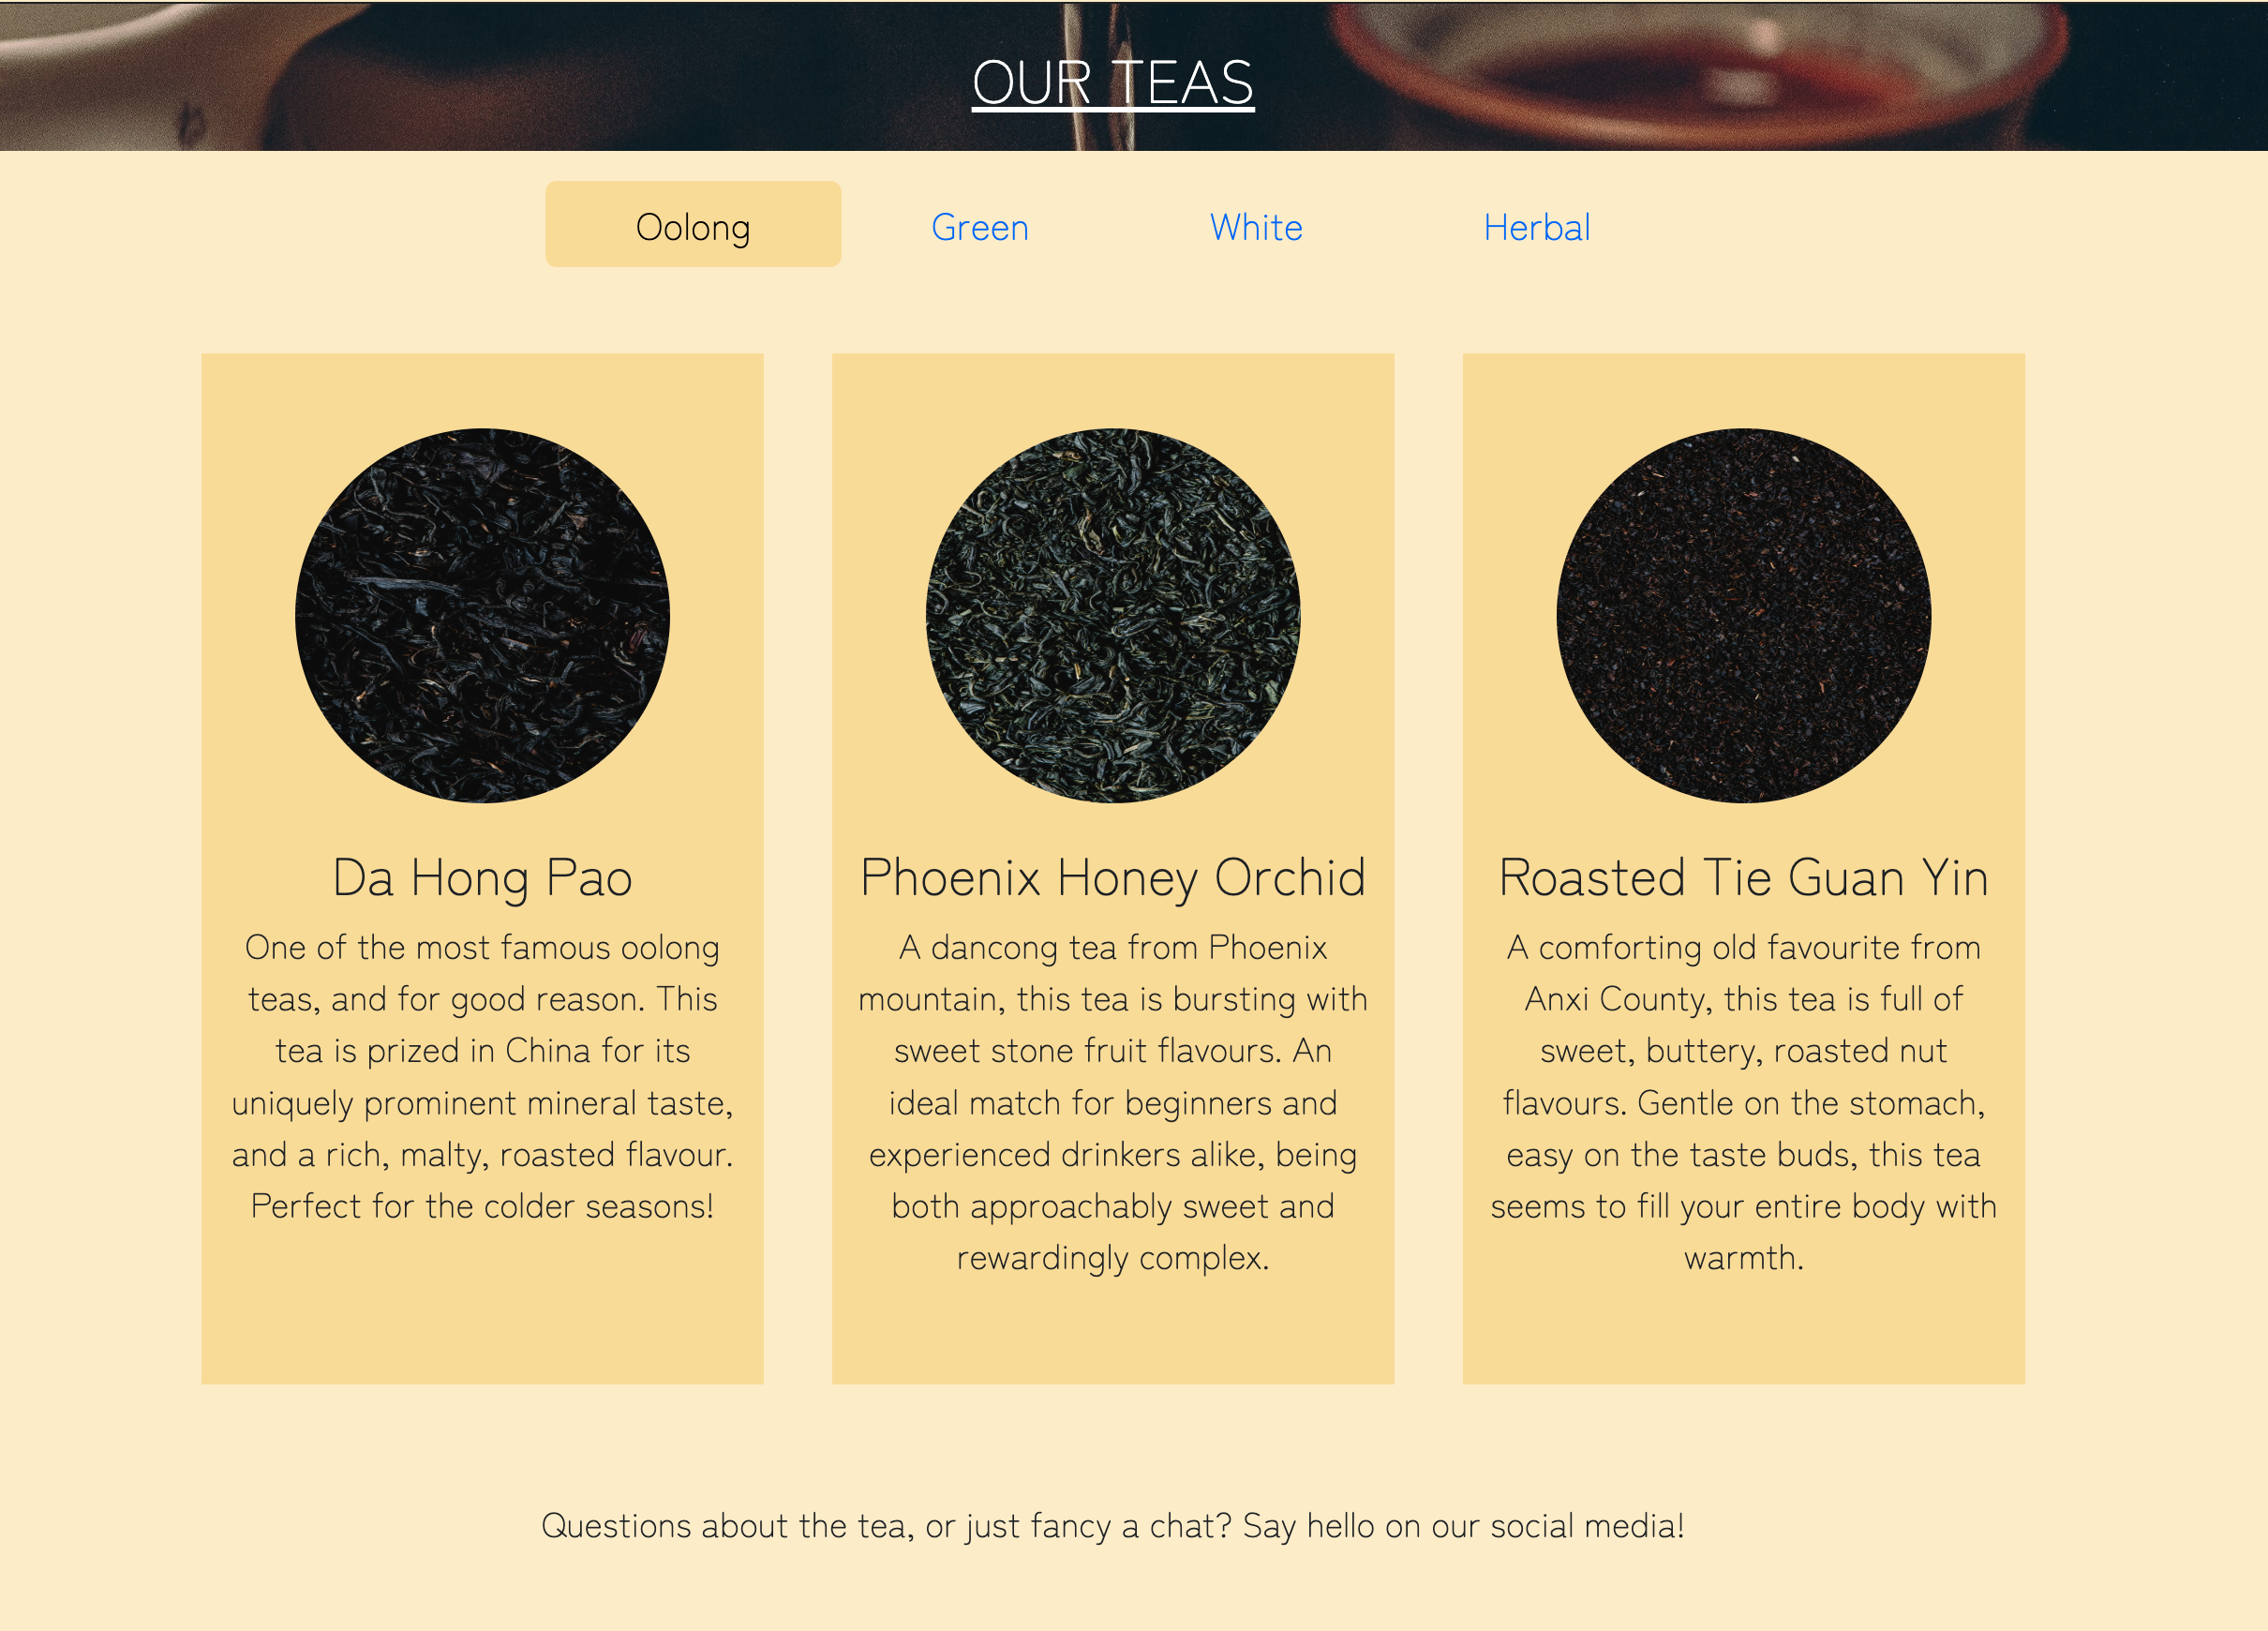 OUR TEAS
Oolong
Green
White
Herbal
Da Hong Pao
One of the most famous oolong
teas, and for good reason. This
tea is prized in China for its
uniquely prominent mineral taste,
and a rich, malty, roasted flavour.
Perfect for the colder seasons!
Phoenix Honey Orchid
A dancong tea from Phoenix
mountain, this tea is bursting with
sweet stone fruit flavours. An
ideal match for beginners and
experienced drinkers alike, being
both approachably sweet and
rewardingly complex.
Roasted Tie Guan Yin
A comforting old favourite from
Anxi County, this tea is full of
sweet, buttery, roasted nut
flavours. Gentle on the stomach,
easy on the taste buds, this tea
seems to fill your entire body with
warmth.
Questions about the tea, or just fancy a chat? Say hello on our social media!